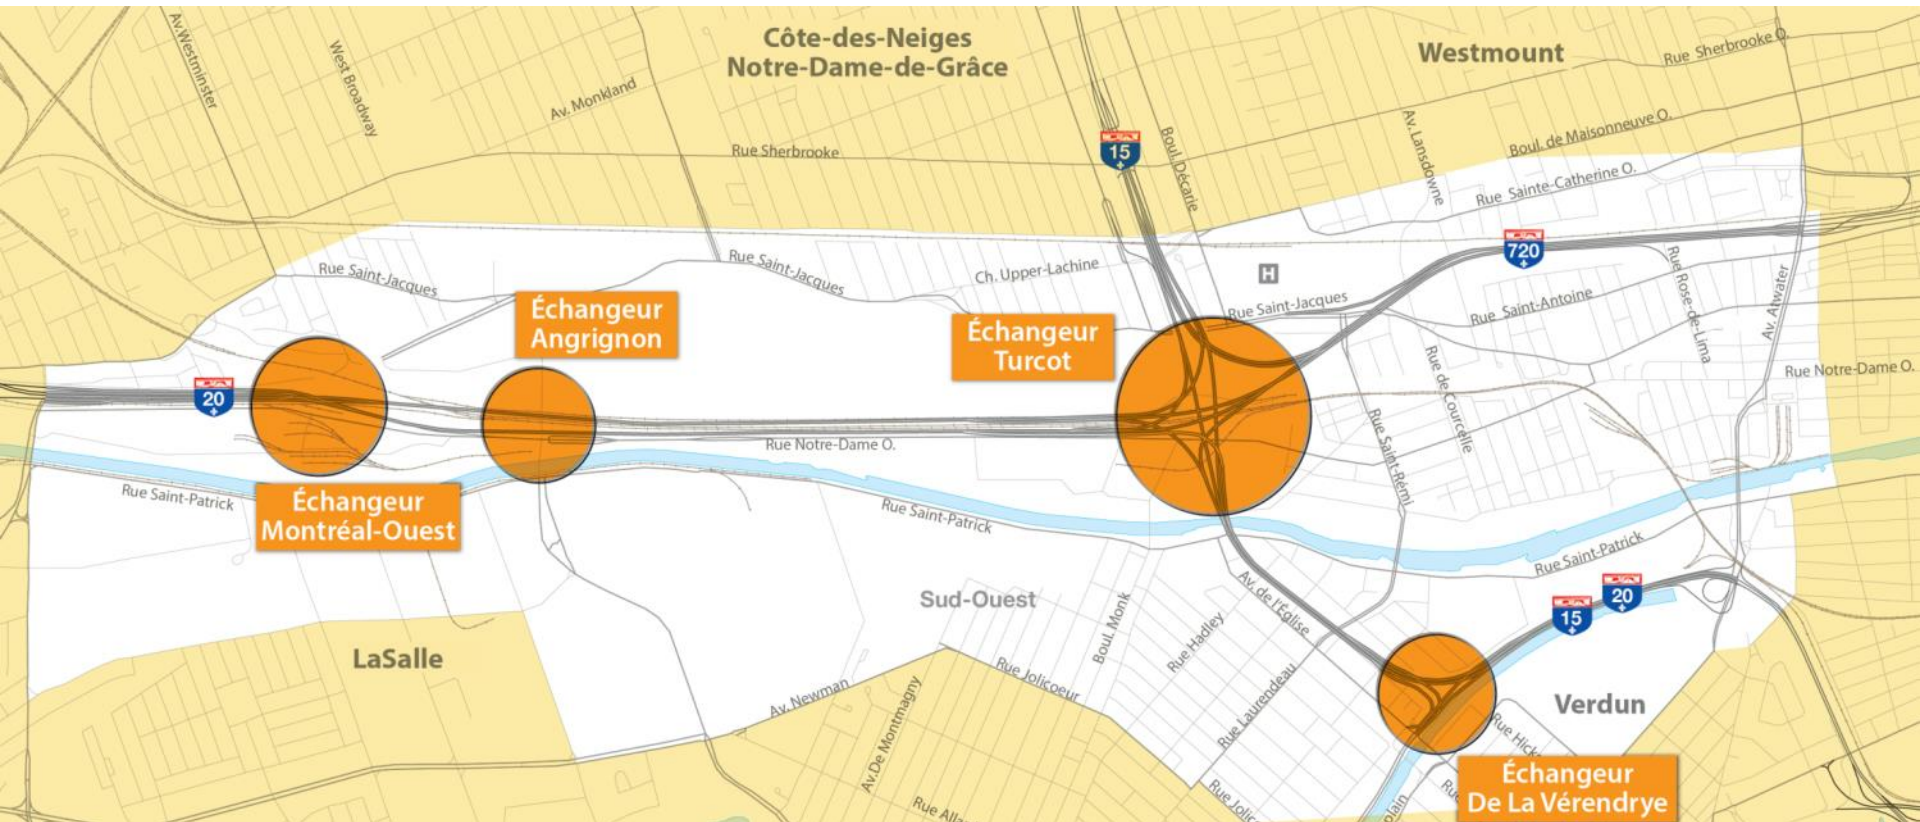 Av. Westminster
West Broadway
Av. Monkland
Côte-des-Neiges
Notre-Dame-de-Grâce
Westmount
Rue Sherbrooke O.
Rue Sherbrooke
15
Boul. Décarie
Av. Lansdowne
Boul. de Maisonneuve O.
Rue Sainte-Catherine O.
720
Rue Saint-Jacques
Rue Saint-Jacques
Ch. Upper-Lachine
H
Rue Saint-Jacques
Rue Saint-Antoine
Rue Rose-de-Lima
Av. Atwater
Échangeur
Angrignon
Échangeur
Turcot
20
Rue de Courcelle
Rue Notre-Dame O.
Rue Notre-Dame O.
Rue Saint-Rémi
Rue Saint-Patrick
Échangeur
Montréal-Ouest
Rue Saint-Patrick
Rue Saint-Patrick
Sud-Ouest
Av. de l'Église
Boul. Monk
Rue Hadley
15
20
LaSalle
Rue Jolicoeur
Av. Newman
Av. De Montmagny
Rue Laurendeau
Verdun
Échangeur
De La Vérendrye